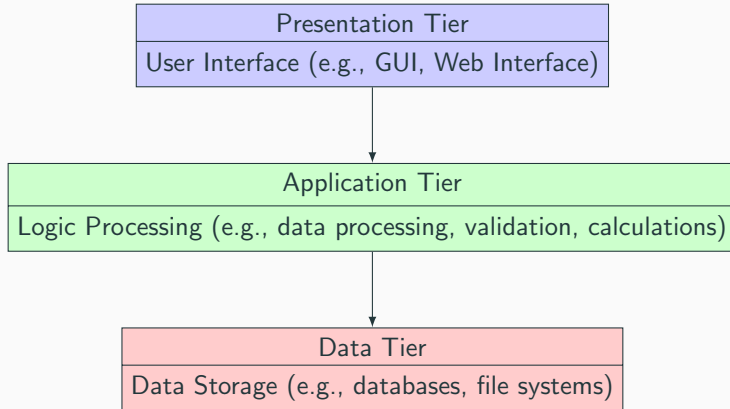 Presentation Tier
User Interface (e.g., GUI, Web Interface)
Application Tier
Logic Processing (e.g., data processing, validation, calculations)
Data Tier
Data Storage (e.g., databases, file systems)